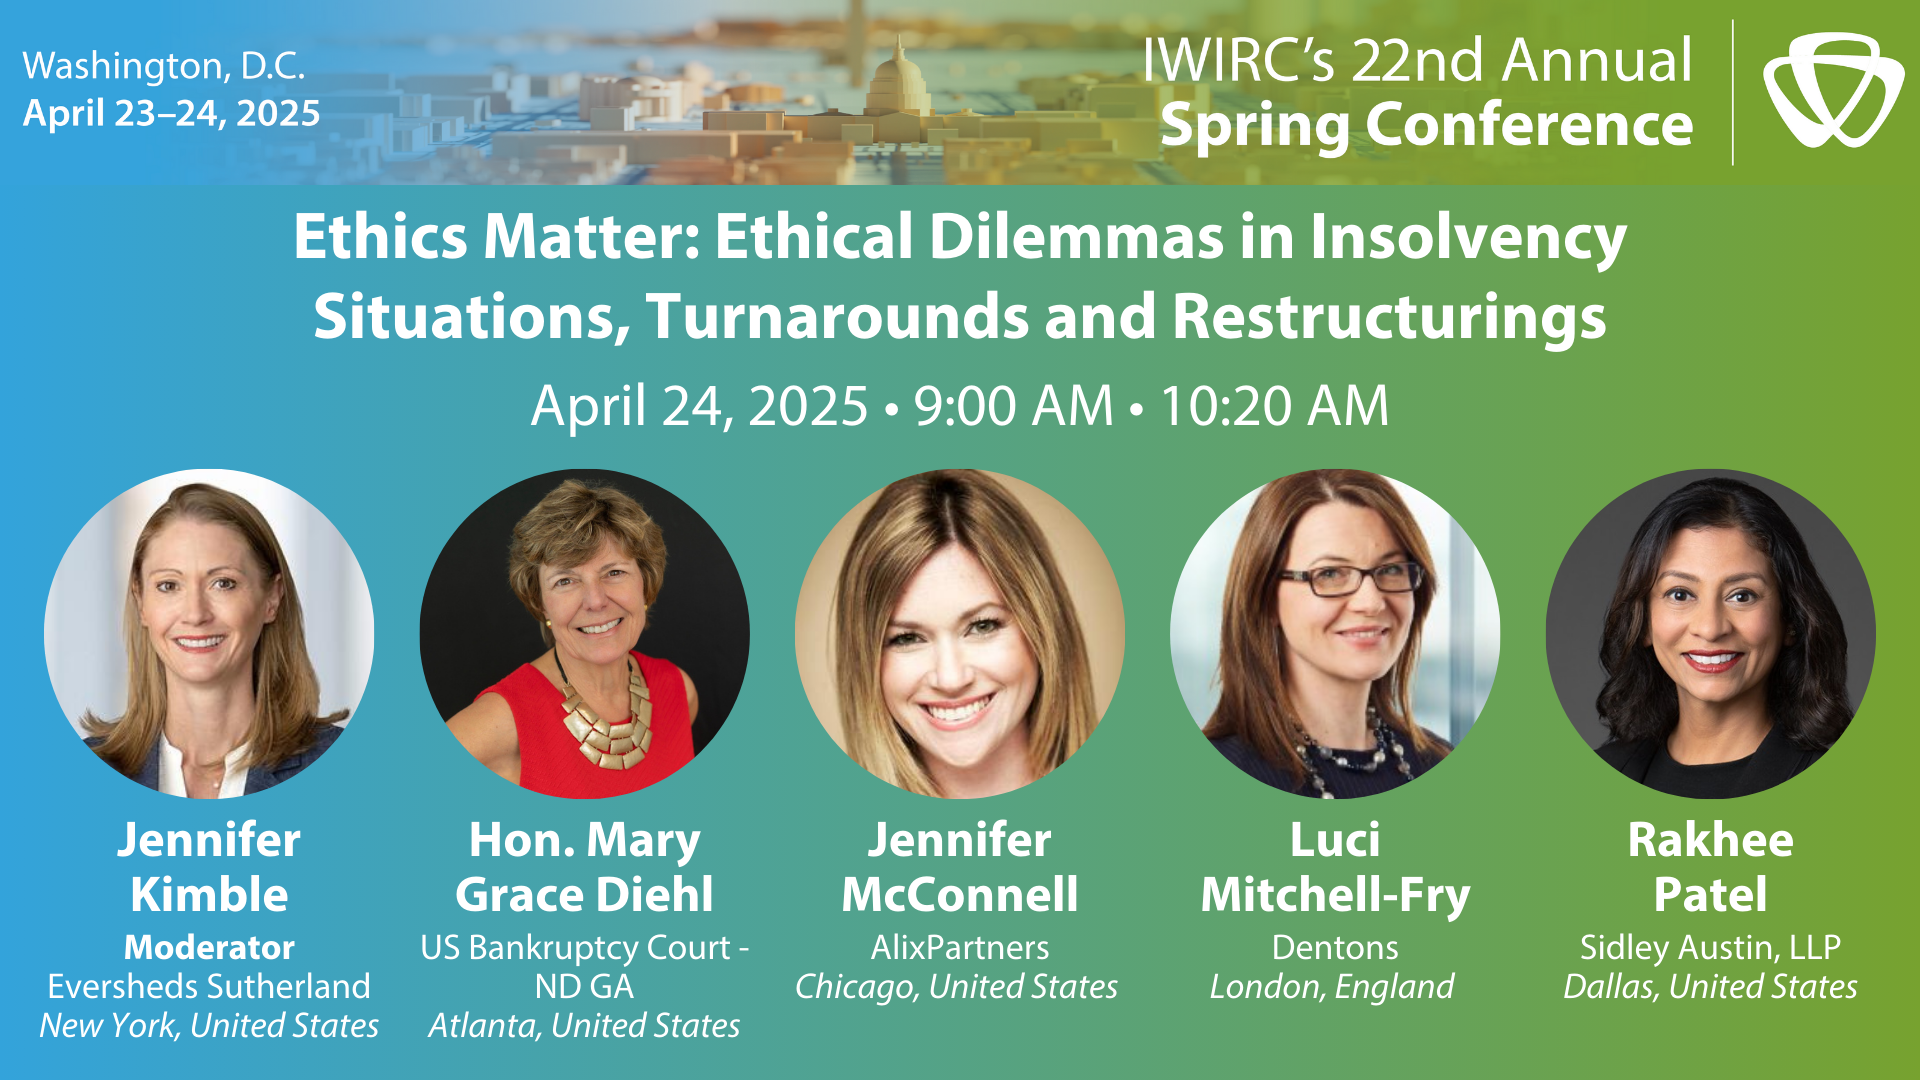 Washington, D.C.
April 23–24, 2025
IWIRC’s 22nd Annual
Spring Conference
Ethics Matter: Ethical Dilemmas in Insolvency
Situations, Turnarounds and Restructurings
April 24, 2025 • 9:00 AM • 10:20 AM
Jennifer
Kimble
Moderator
Eversheds Sutherland
New York, United States
Hon. Mary
Grace Diehl
US Bankruptcy Court -
ND GA
Atlanta, United States
Jennifer
McConnell
AlixPartners
Chicago, United States
Luci
Mitchell-Fry
Dentons
London, England
Rakhee
Patel
Sidley Austin, LLP
Dallas, United States